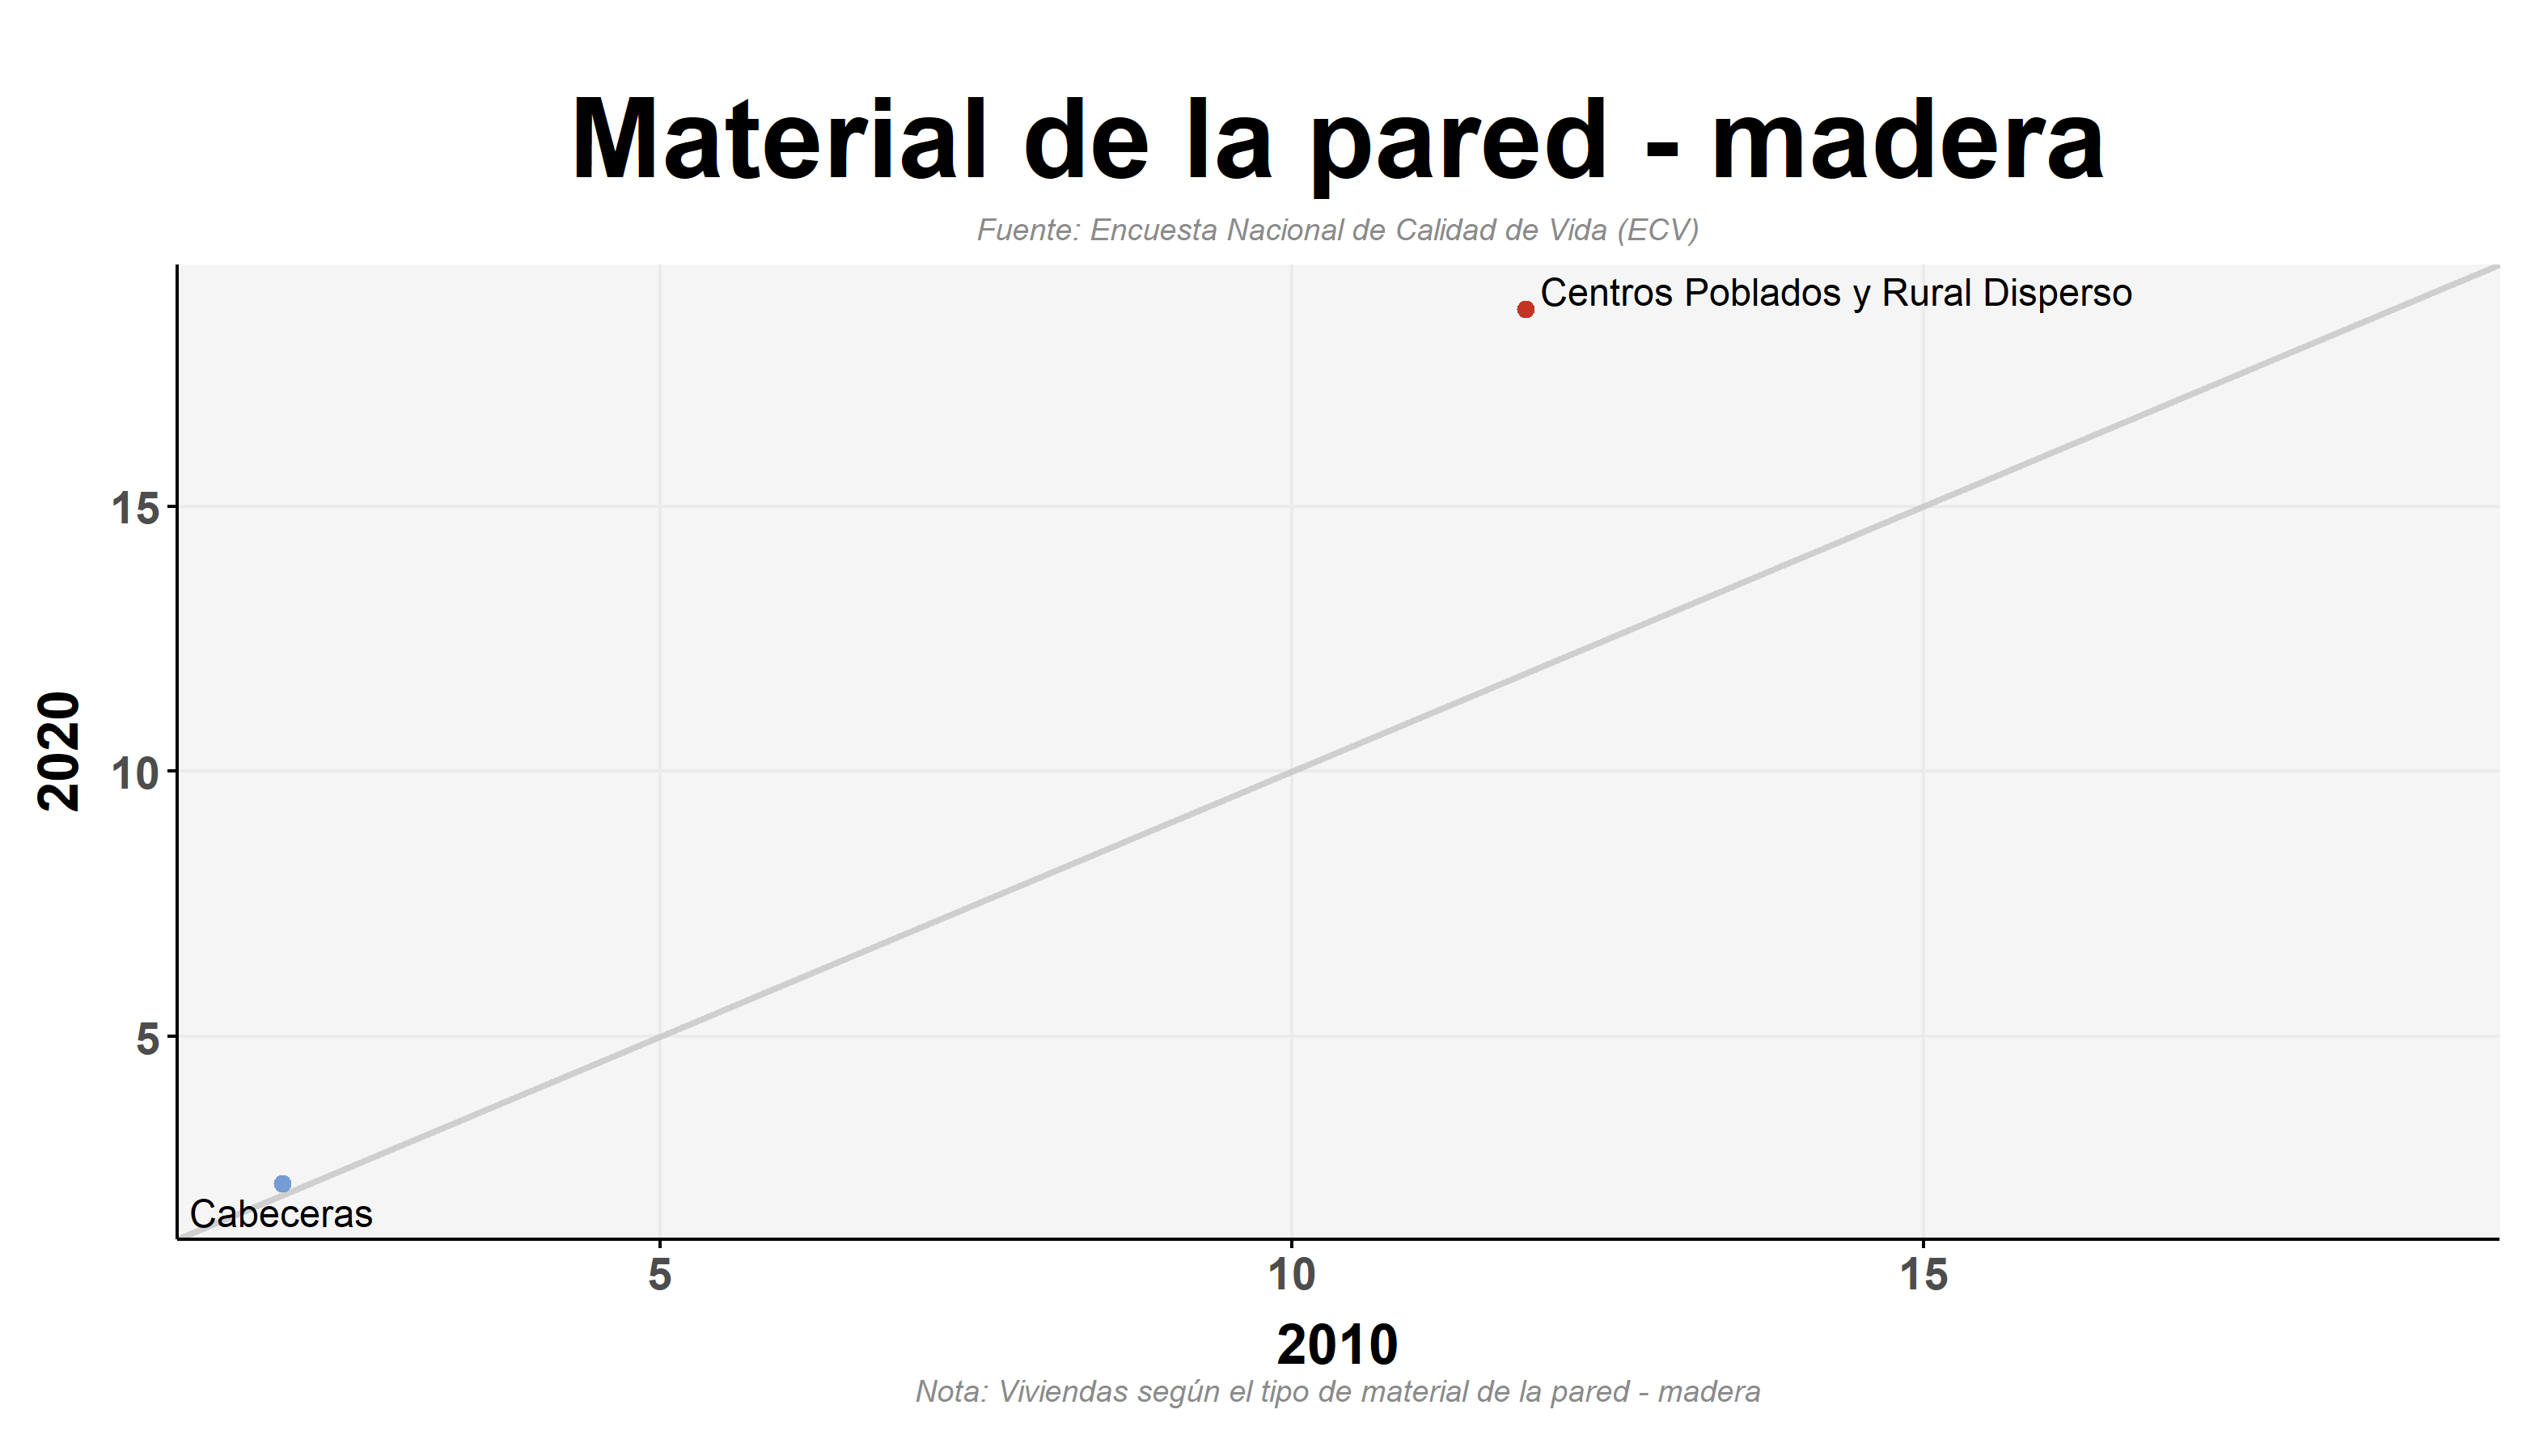 Material de la pared - madera
Fuente: Encuesta Nacional de Calidad de Vida (ECV)
Centros Poblados y Rural Disperso
15
10
5
2020
Cabeceras
5 10 15
2010
Nota: Viviendas según el tipo de material de la pared - madera